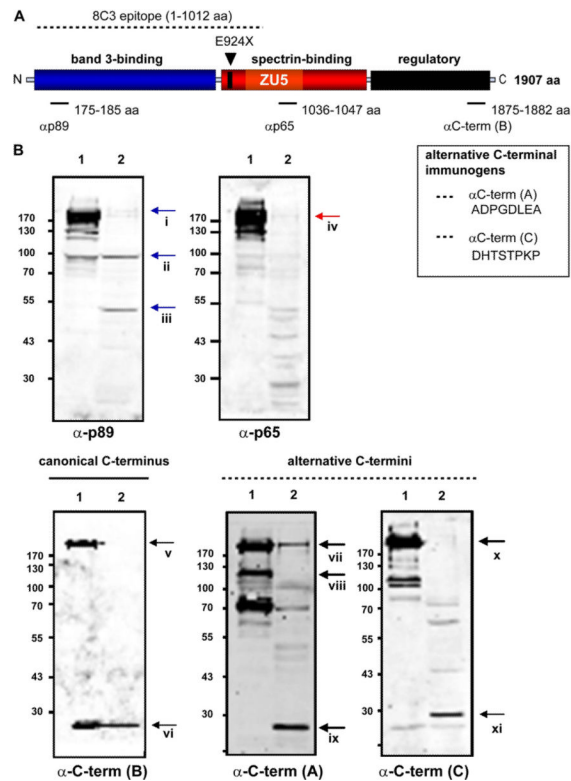 A
8C3 epitope (1-1012 aa)
E924X
band 3-binding
spectrin-binding
regulatory
N
ZU5
C
1907 aa
175-185 aa
1036-1047 aa
1875-1882 aa
αp89
αp65
αC-term (B)
B
1 2
170
130
100
70
55
43
30
i
ii
iii
α-p89
1 2
170
130
100
70
55
43
30
iv
α-p65
alternative C-terminal
immunogens
αC-term (A)
ADPGDLEA
αC-term (C)
DHTSTPKP
canonical C-terminus
1 2
170
130
100
70
55
43
30
v
vi
α-C-term (B)
alternative C-termini
1 2
170
130
100
70
55
43
30
vii
viii
ix
α-C-term (A)
1 2
170
130
100
70
55
43
30
x
xi
α-C-term (C)